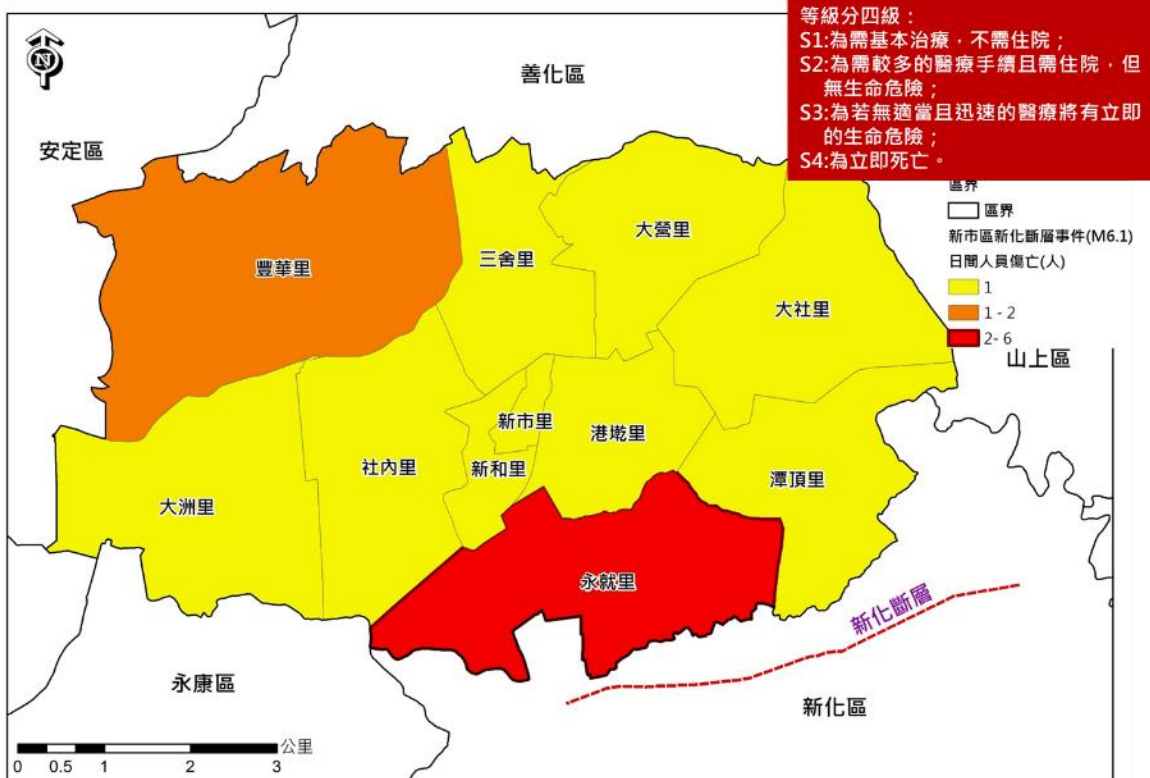 等級分四級：
S1:為需基本治療，不需住院；
S2:為需較多的醫療手續且需住院，但
無生命危險；
S3:為若無適當且迅速的醫療將有立即
的生命危險；
S4:為立即死亡。
N
善化區
安定區
區界
區界
新市區新化斷層事件(M6.1)
日間人員傷亡(人)
1
1 - 2
2- 6
山上區
大營里
三舍里
豐華里
大社里
新市里
港墘里
社內里
新和里
潭頂里
大洲里
永就里
新化斷層
永康區
新化區
公里
0 0.5 1 2 3